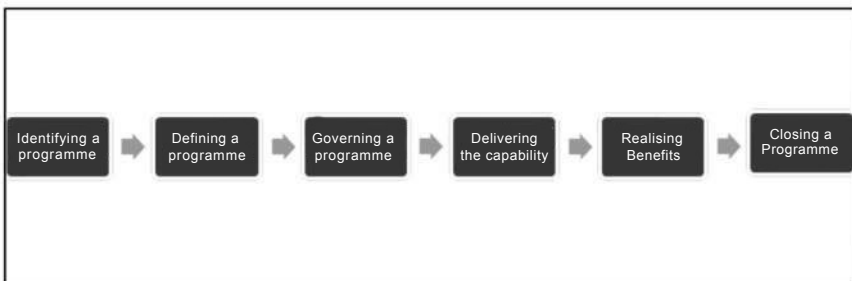 Identifying a
programme
Defining a
programme
Governing a
programme
Delivering
the capability
Realising
Benefits
Closing a
Programme